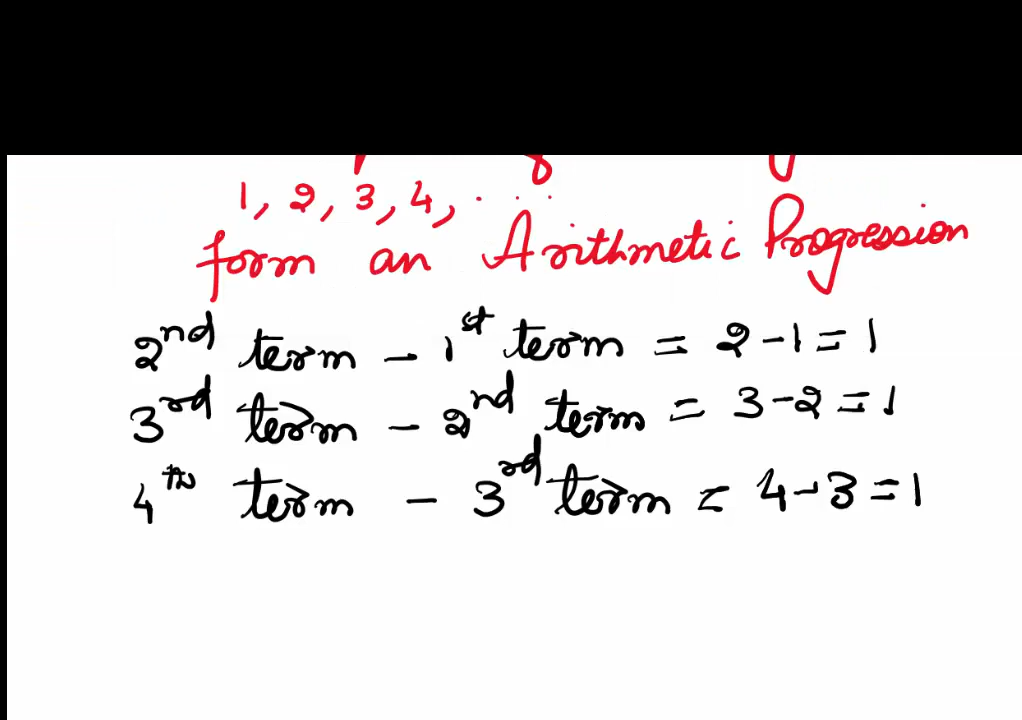 1, 2, 3, 4, . . .
form an Arithmetic Progression
2nd term - 1st term = 2-1=1
3rd term - 2nd term = 3-2=1
4th term - 3rd term = 4-3=1